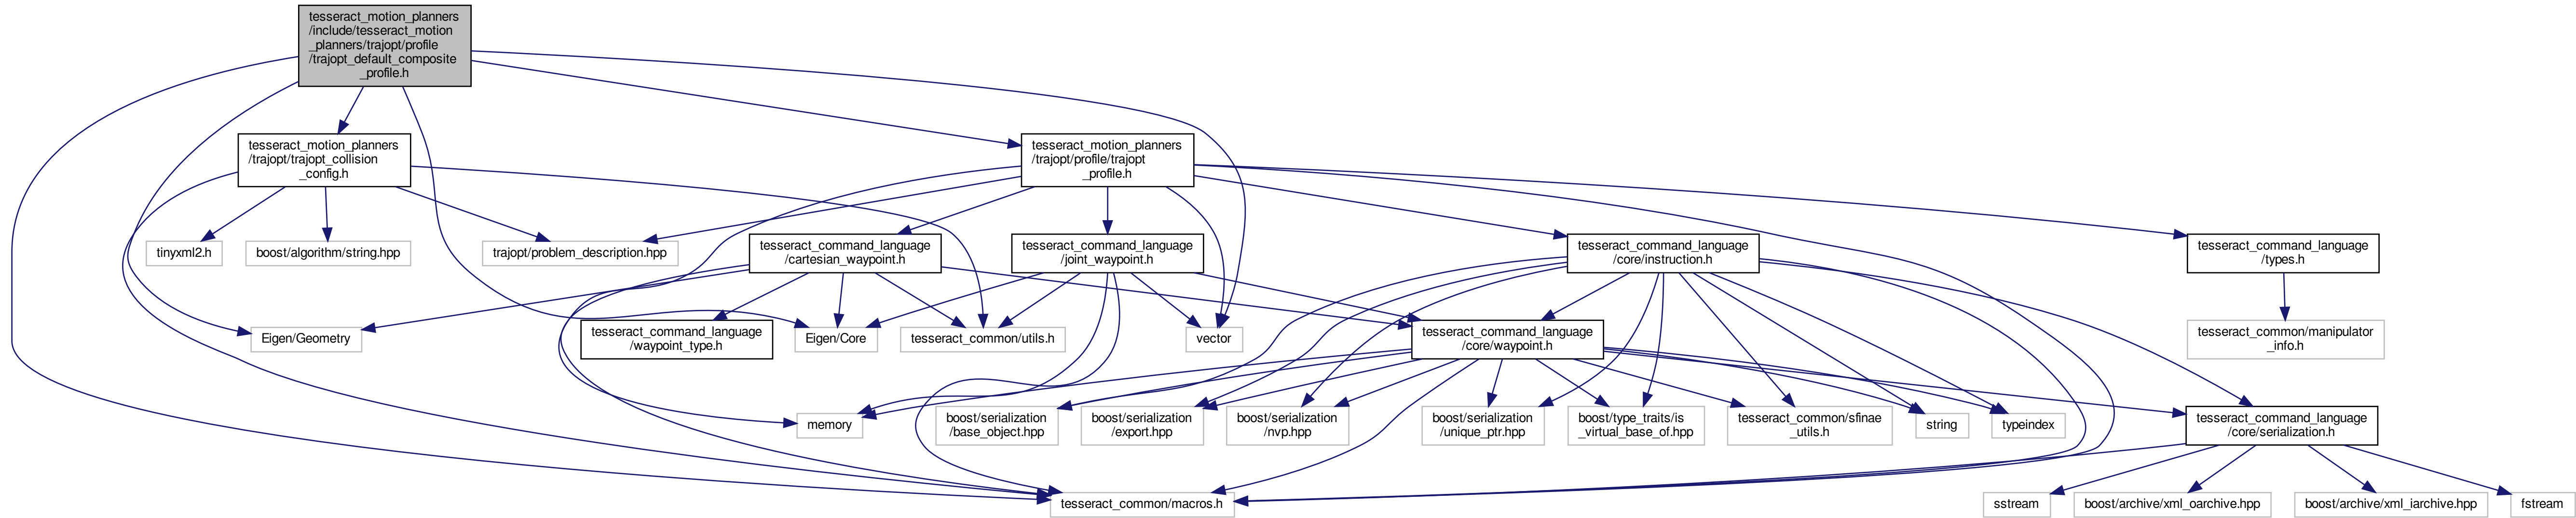 tesseract_motion_planners
/include/tesseract_motion
_planners/trajopt/profile
/trajopt_default_composite
_profile.h
tesseract_motion_planners
/trajopt/trajopt_collision
_config.h
tesseract_motion_planners
/trajopt/profile/trajopt
_profile.h
tinyxml2.h
boost/algorithm/string.hpp
trajopt/problem_description.hpp
tesseract_command_language
/cartesian_waypoint.h
tesseract_command_language
/joint_waypoint.h
tesseract_command_language
/core/instruction.h
tesseract_command_language
/types.h
Eigen/Geometry
tesseract_command_language
/waypoint_type.h
Eigen/Core
tesseract_common/utils.h
vector
tesseract_command_language
/core/waypoint.h
tesseract_common/manipulator
_info.h
memory
boost/serialization
/base_object.hpp
boost/serialization
/export.hpp
boost/serialization
/nvp.hpp
boost/serialization
/unique_ptr.hpp
boost/type_traits/is
_virtual_base_of.hpp
tesseract_common/sfinae
_utils.h
string
typeindex
tesseract_command_language
/core/serialization.h
tesseract_common/macros.h
sstream
boost/archive/xml_oarchive.hpp
boost/archive/xml_iarchive.hpp
fstream